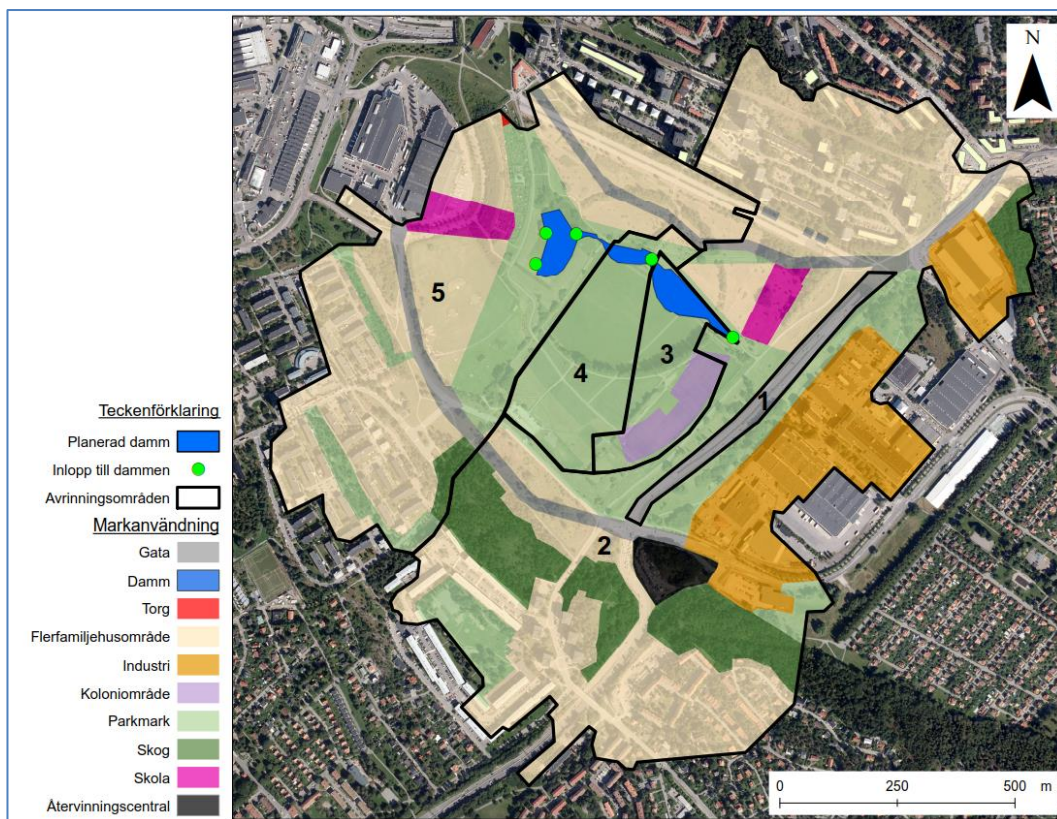 N
5
3
4
1
2
Teckenförklaring
Planerad damm
Inlopp till dammen
Avrinningsområden
Markanvändning
Gata
Damm
Torg
Flerfamiljehusområde
Industri
Koloniområde
Parkmark
Skog
Skola
Återvinningscentral
0 250 500 m